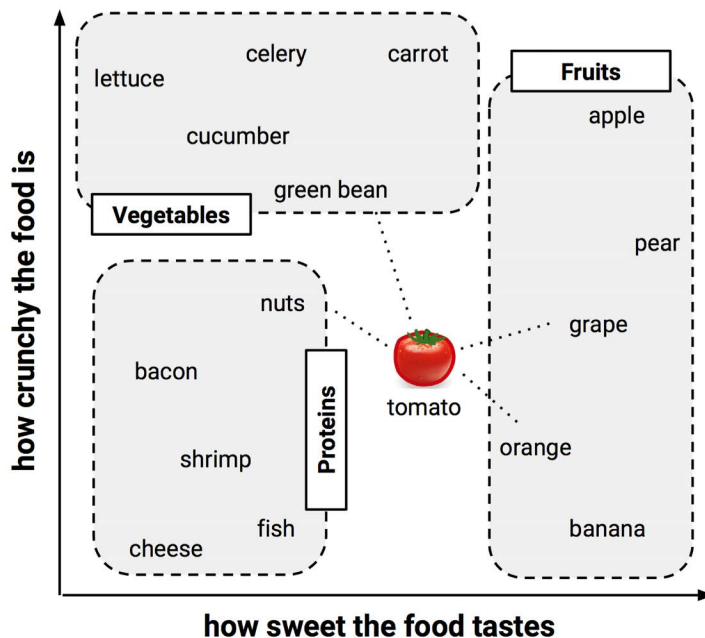 celery
carrot
lettuce
Fruits
apple
cucumber
green bean
Vegetables
pear
nuts
grape
bacon
tomato
Proteins
orange
shrimp
fish
banana
cheese
how crunchy the food is
how sweet the food tastes